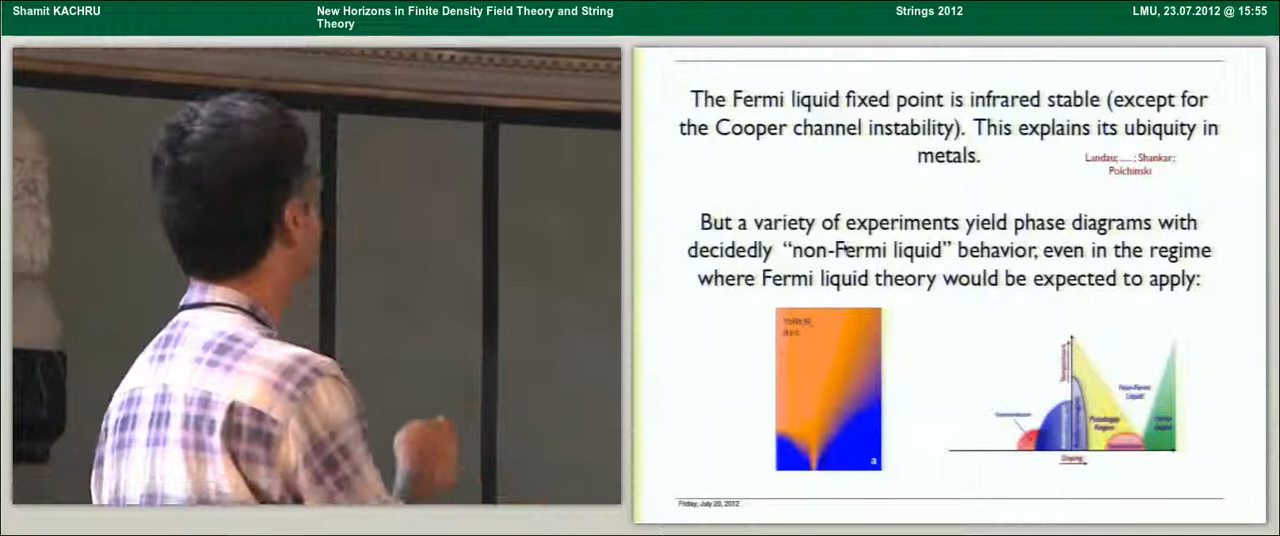 Shamit KACHRU
New Horizons in Finite Density Field Theory and String
Theory
Strings 2012
LMU, 23.07.2012 @ 15:55
The Fermi liquid fixed point is infrared stable (except for
the Cooper channel instability). This explains its ubiquity in
metals.
Landau; ..... ; Shankar;
Polchinski
But a variety of experiments yield phase diagrams with
decidedly “non-Fermi liquid” behavior, even in the regime
where Fermi liquid theory would be expected to apply:
a
Non-Fermi
Liquid
Pseudogap
Region
Liquid
Doping
Friday, July 20, 2012